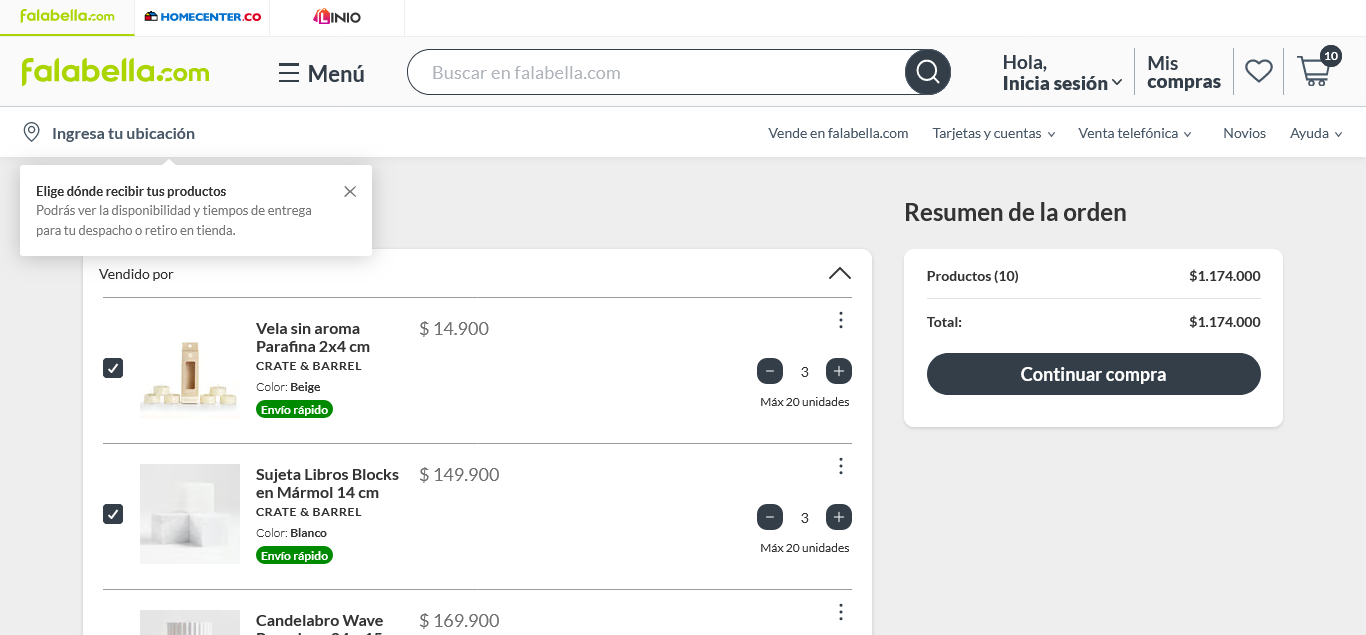 falabella.com
HOMECENTER.CO
LINIO
falabella.com
Menú
Buscar en falabella.com
Hola,
Inicia sesión
Mis
compras
10
Ingresa tu ubicación
Vende en falabella.com
Tarjetas y cuentas
Venta telefónica
Novios
Ayuda
Elige dónde recibir tus productos
Podrás ver la disponibilidad y tiempos de entrega
para tu despacho o retiro en tienda.
Vendido por
Vela sin aroma
Parafina 2x4 cm
CRATE & BARREL
Color: Beige
Envío rápido
$ 14.900
3
Máx 20 unidades
Sujeta Libros Blocks
en Mármol 14 cm
CRATE & BARREL
Color: Blanco
Envío rápido
$ 149.900
3
Máx 20 unidades
Candelabro Wave
$ 169.900
Resumen de la orden
Productos (10) $1.174.000
Total: $1.174.000
Continuar compra